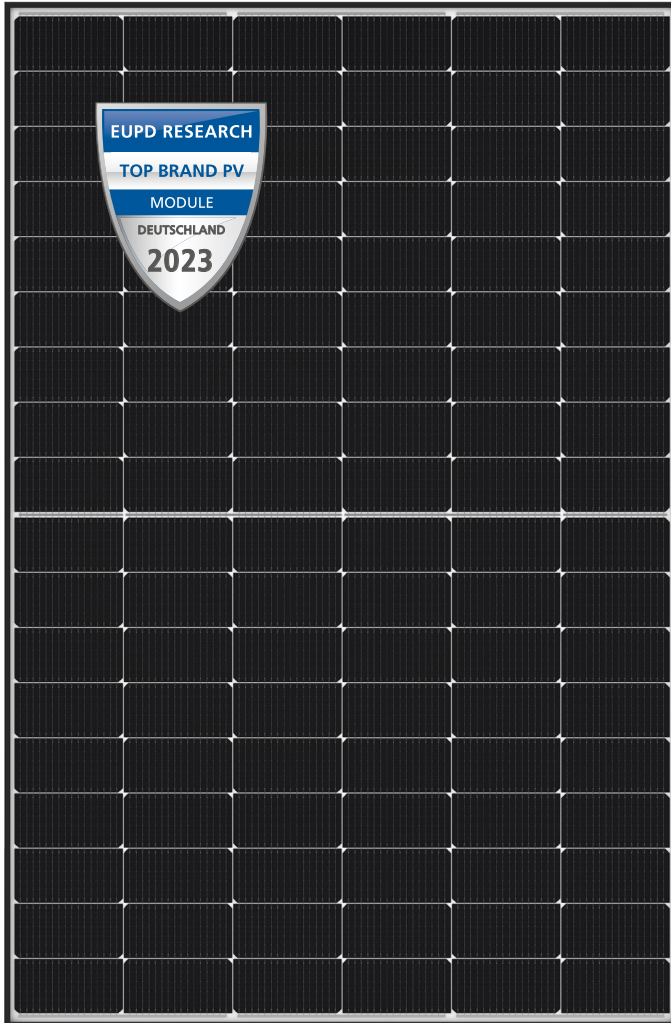 EUPD RESEARCH
TOP BRAND PV
MODULE
DEUTSCHLAND
2023